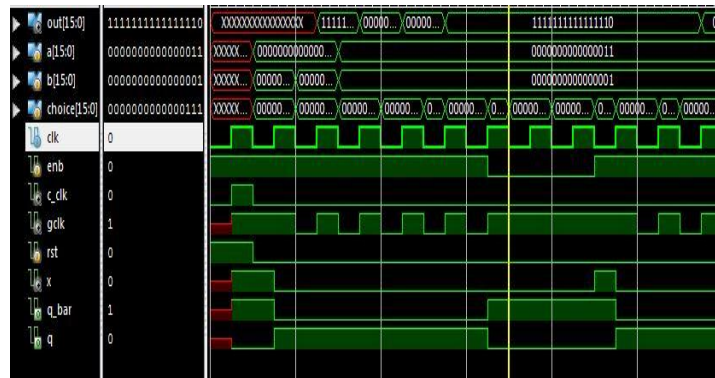 out[15:0] 1111111111111110 XXXXXXXXXXXXXXXX 11111... 00000... 00000... 1111111111111110
a[15:0] 0000000000000011 XXXXX... 0000000000000... 0000000000000011
b[15:0] 0000000000000001 XXXXX... 00000... 00000... 0000000000000001
choice[15:0] 0000000000000111 XXXXX... 00000... 00000... 00000... 00000... 0... 00000... 0... 00000... 00000... 0... 00000... 0... 00000...
clk 0
enb 0
c_clk 0
gclk 1
rst 0
x 0
q_bar 1
q 0